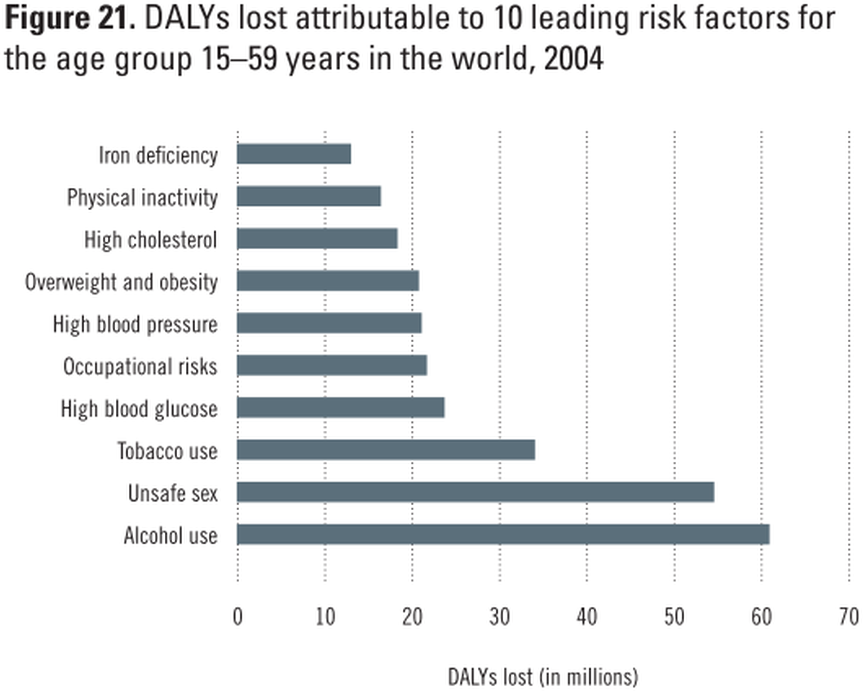 Figure 21. DALYs lost attributable to 10 leading risk factors for
the age group 15–59 years in the world, 2004
Iron deficiency
Physical inactivity
High cholesterol
Overweight and obesity
High blood pressure
Occupational risks
High blood glucose
Tobacco use
Unsafe sex
Alcohol use
0 10 20 30 40 50 60 70
DALYs lost (in millions)